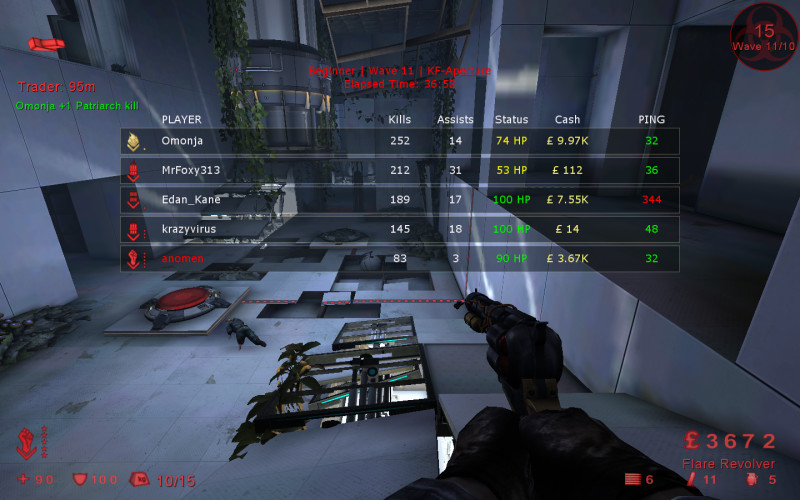 15
Wave 11/10
Beginner | Wave 11 | KF-Aperture
Elapsed Time: 36:58
Trader: 95m
Omonja +1 Patriarch kill
PLAYER Kills Assists Status Cash PING
Omonja 252 14 74 HP £ 9.97K 32
MrFoxy313 212 31 53 HP £ 112 36
Edan_Kane 189 17 100 HP £ 7.55K 344
krazyvirus 145 18 100 HP £ 14 48
anomen 83 3 90 HP £ 3.67K 32
£3672
Flare Revolver
90 100 10/15 6 11 5